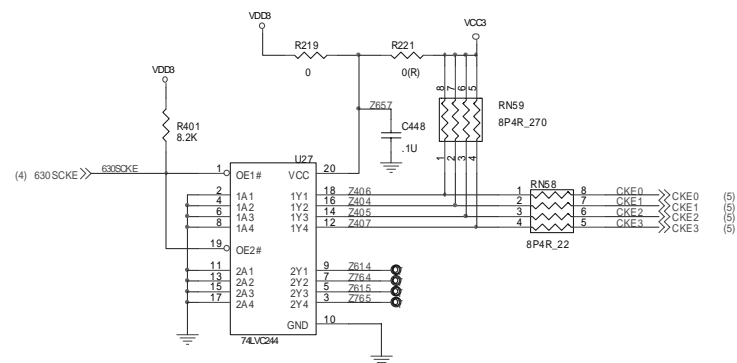 VDD3
VCC3
R219
0
R221
0(R)
VDD3
R401
8.2K
Z657
C448
.1U
8 7 6 5
RN59
8P4R_270
1 2 3 4
(4) 630SCKE
630SCKE
U27
1 OE1# VCC 20
2 1A1 1Y1 18 Z406
4 1A2 1Y2 16 Z404
6 1A3 1Y3 14 Z405
8 1A4 1Y4 12 Z407
19 OE2#
11 2A1 2Y1 9 Z614
13 2A2 2Y2 7 Z764
15 2A3 2Y3 5 Z615
17 2A4 2Y4 3 Z765
GND 10
74LVC244
RN58
1 8 CKE0 CKE0 (5)
2 7 CKE1 CKE1 (5)
3 6 CKE2 CKE2 (5)
4 5 CKE3 CKE3 (5)
8P4R_22